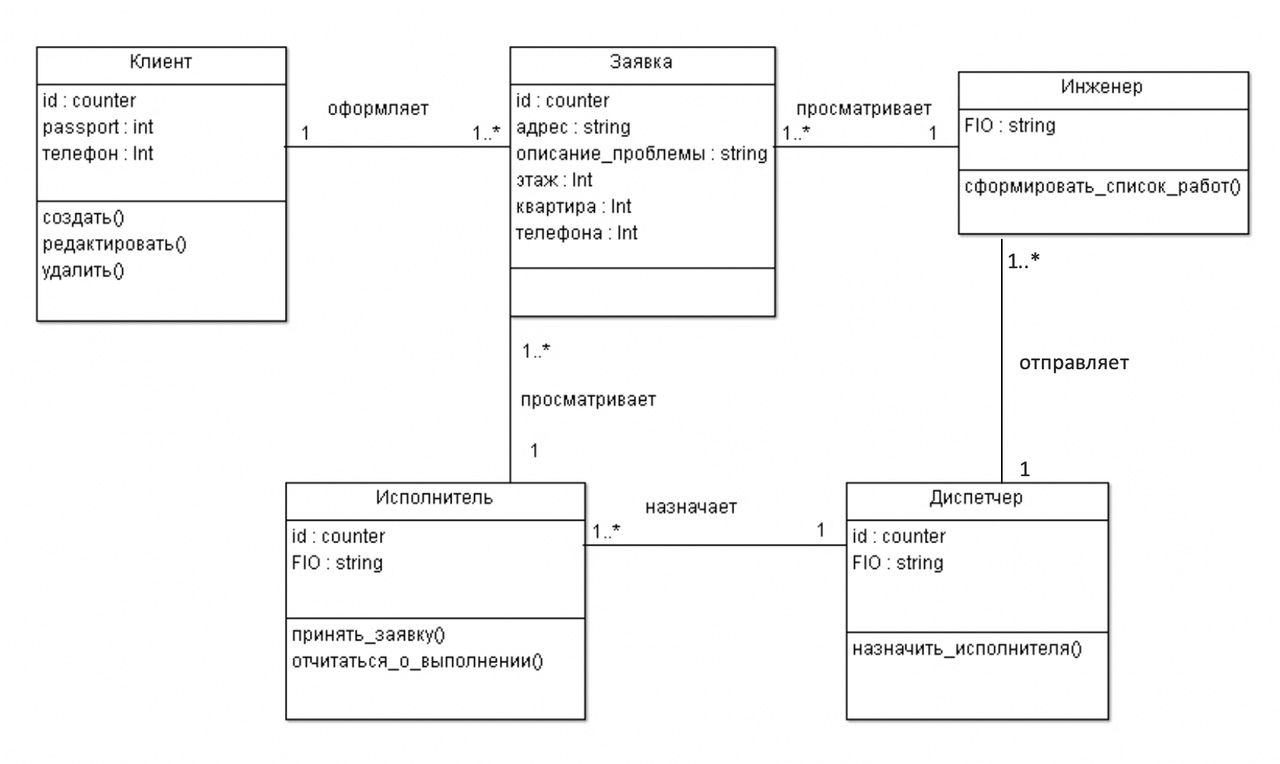 Клиент
id : counter
passport : int
телефон : Int
создать()
редактировать()
удалить()
оформляет
1
1..*
Заявка
id : counter
адрес : string
описание_проблемы : string
этаж : Int
квартира : Int
телефона : Int
просматривает
1..*
1
Инженер
FIO : string
сформировать_список_работ()
1..*
отправляет
1
1..*
просматривает
1
Исполнитель
id : counter
FIO : string
принять_заявку()
отчитаться_о_выполнении()
назначает
1..*
1
Диспетчер
id : counter
FIO : string
назначить_исполнителя()